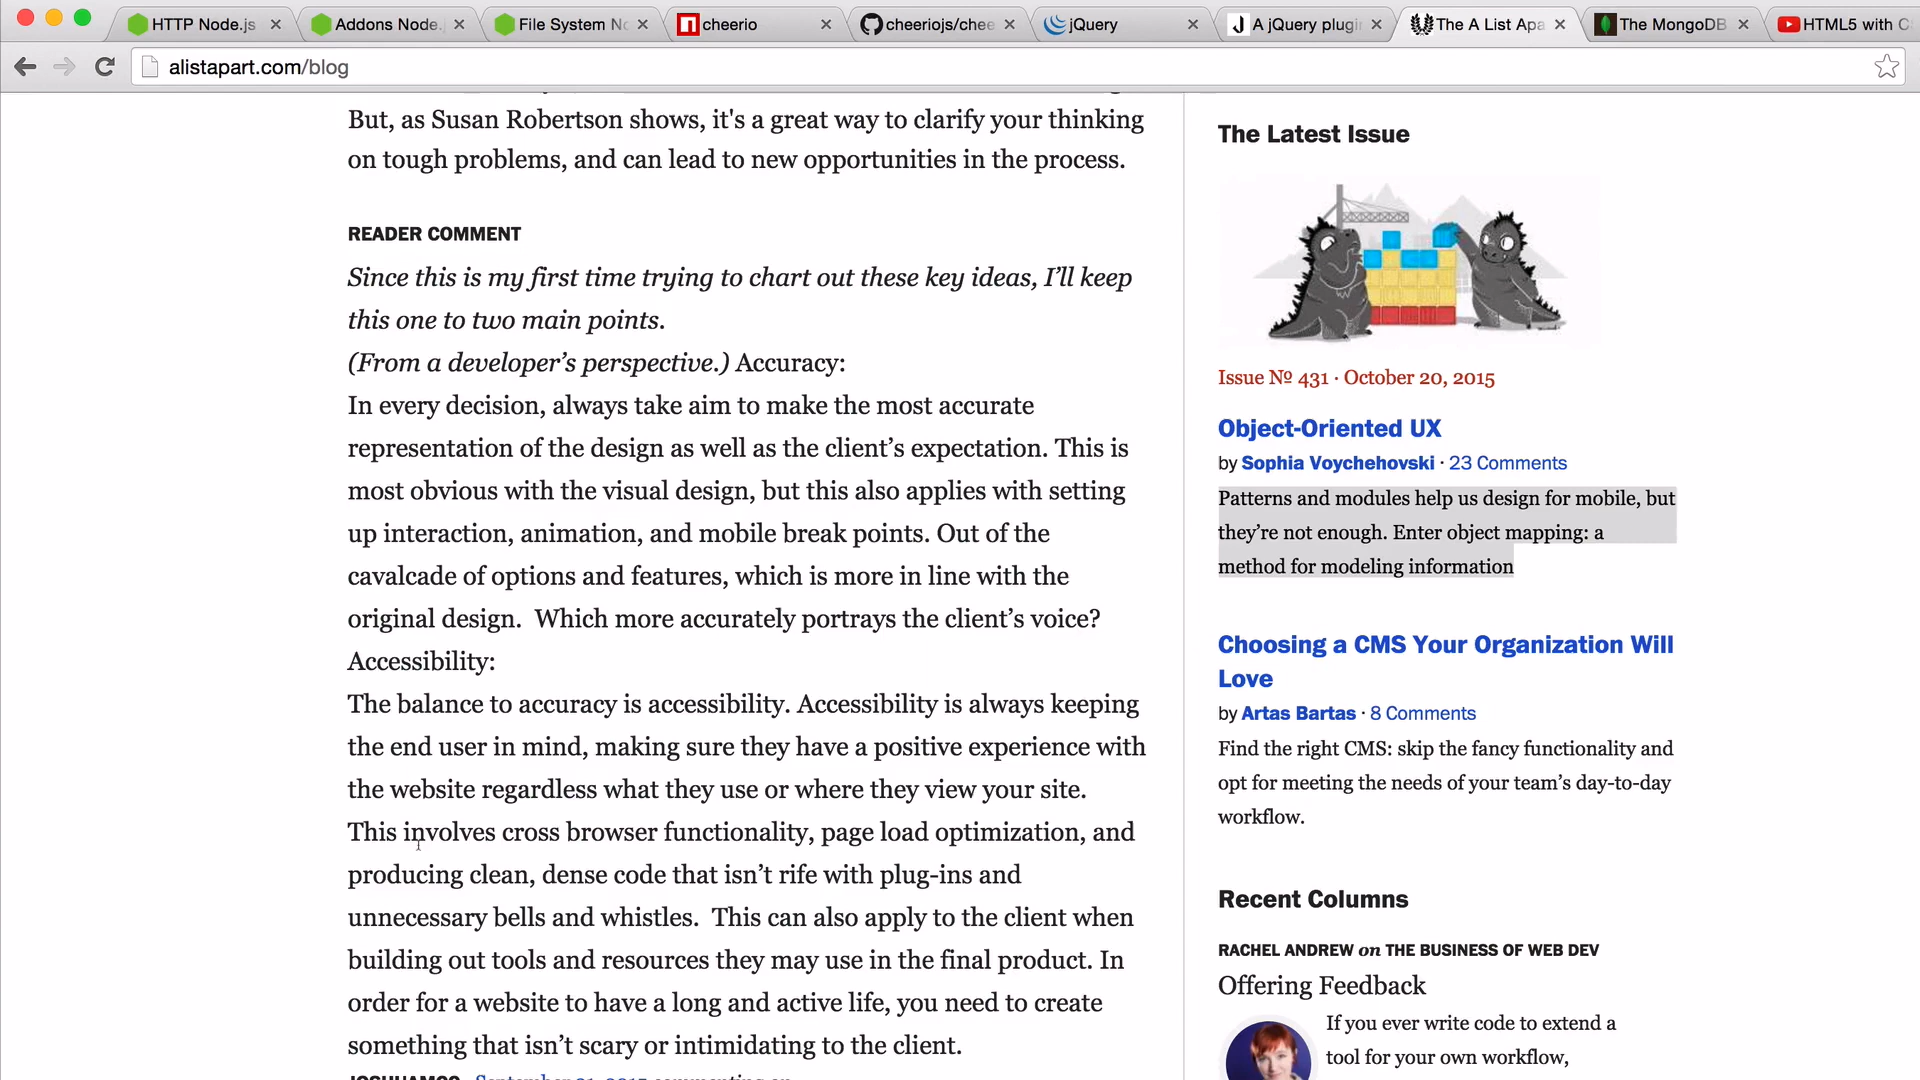 HTTP Node.js
Addons Node.j
File System No
cheerio
cheeriojs/chee
jQuery
A jQuery plugin
The A List Apa
The MongoDB
HTML5 with C
alistapart.com/blog
But, as Susan Robertson shows, it's a great way to clarify your thinking
on tough problems, and can lead to new opportunities in the process.
READER COMMENT
Since this is my first time trying to chart out these key ideas, I’ll keep
this one to two main points.
(From a developer’s perspective.) Accuracy:
In every decision, always take aim to make the most accurate
representation of the design as well as the client’s expectation. This is
most obvious with the visual design, but this also applies with setting
up interaction, animation, and mobile break points. Out of the
cavalcade of options and features, which is more in line with the
original design.  Which more accurately portrays the client’s voice?
Accessibility:
The balance to accuracy is accessibility. Accessibility is always keeping
the end user in mind, making sure they have a positive experience with
the website regardless what they use or where they view your site.
This involves cross browser functionality, page load optimization, and
producing clean, dense code that isn’t rife with plug-ins and
unnecessary bells and whistles.  This can also apply to the client when
building out tools and resources they may use in the final product. In
order for a website to have a long and active life, you need to create
something that isn’t scary or intimidating to the client.
The Latest Issue
Issue № 431 · October 20, 2015
Object-Oriented UX
by Sophia Voychehovski · 23 Comments
Patterns and modules help us design for mobile, but
they’re not enough. Enter object mapping: a
method for modeling information
Choosing a CMS Your Organization Will
Love
by Artas Bartas · 8 Comments
Find the right CMS: skip the fancy functionality and
opt for meeting the needs of your team’s day-to-day
workflow.
Recent Columns
RACHEL ANDREW on THE BUSINESS OF WEB DEV
Offering Feedback
If you ever write code to extend a
tool for your own workflow,